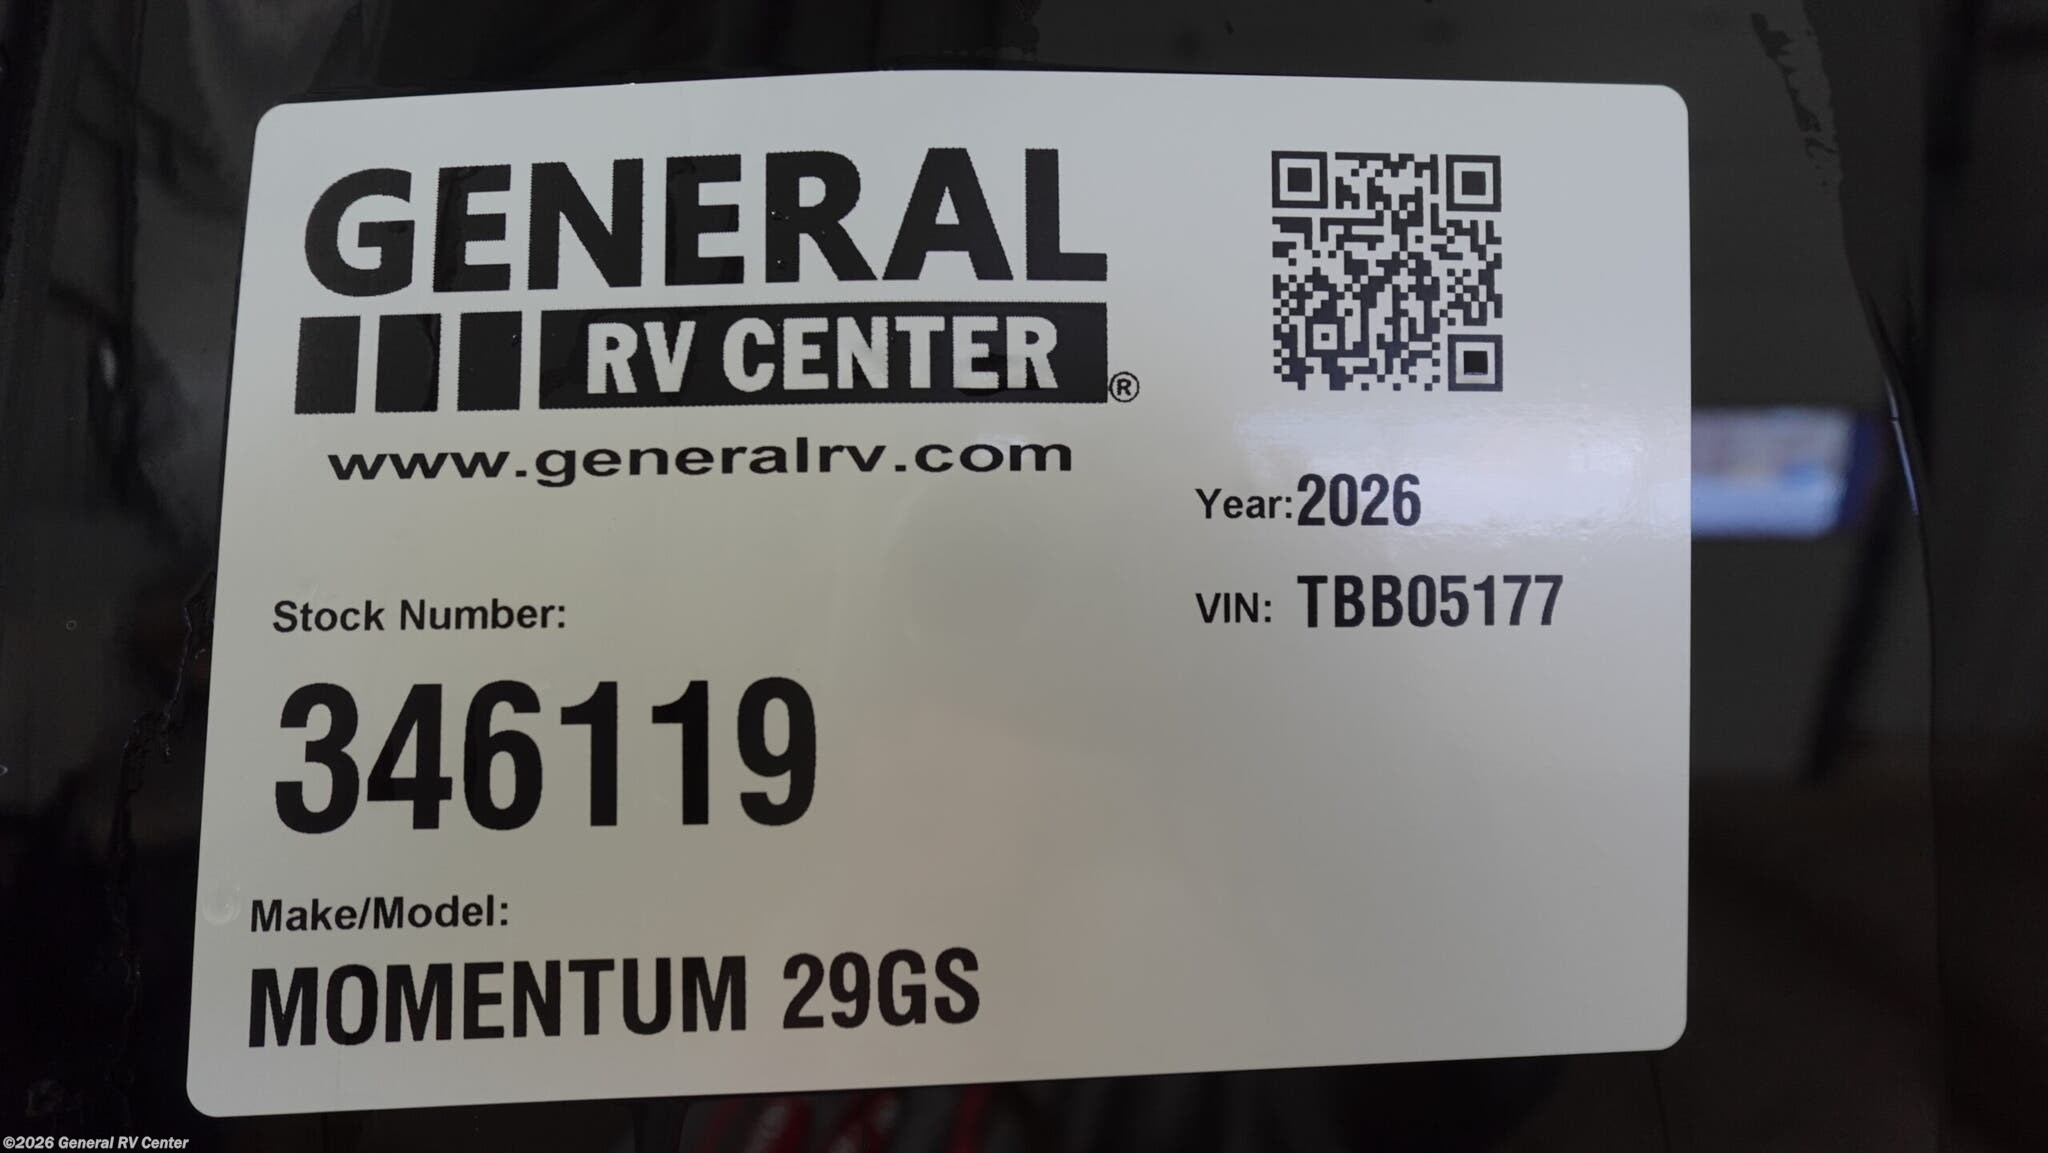 GENERAL
RV CENTER®
www.generalrv.com
Year: 2026
VIN: TBB05177
Stock Number:
346119
Make/Model:
MOMENTUM 29GS
©2026 General RV Center